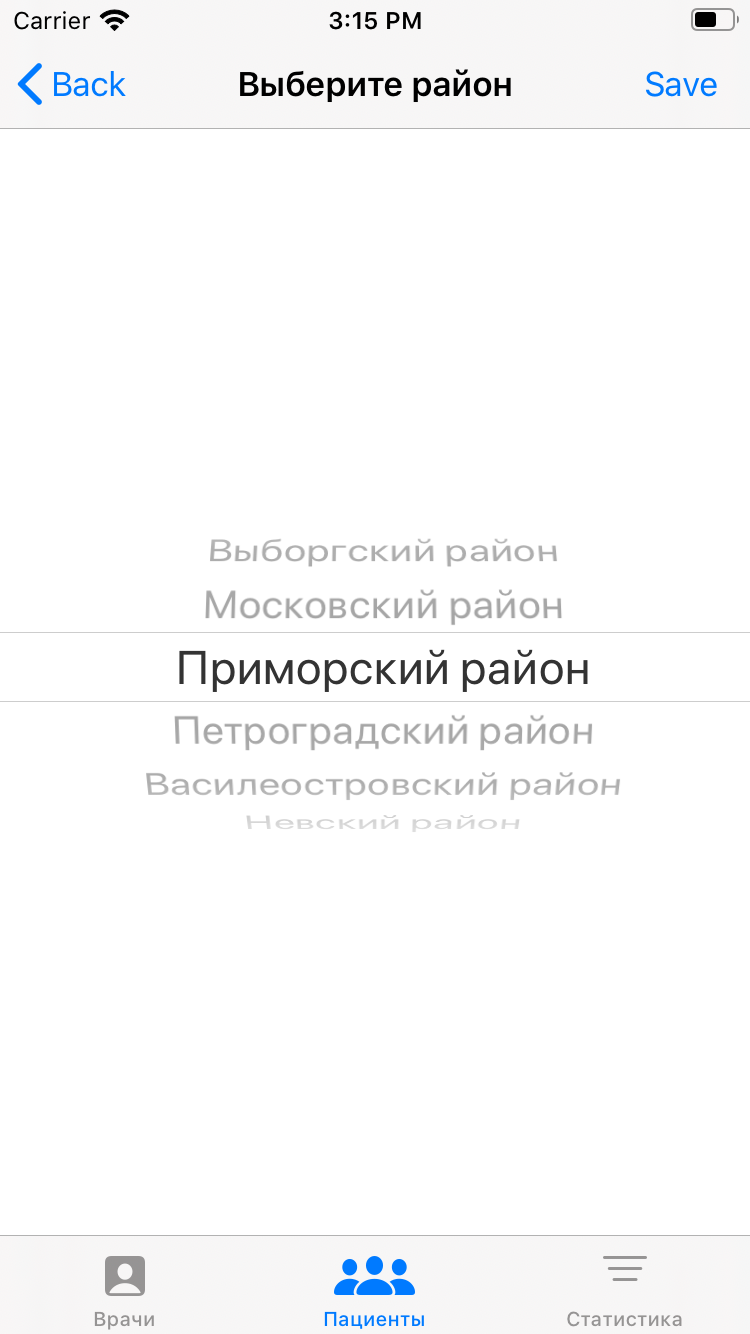 Carrier 3:15 PM
Back Выберите район Save
Выборгский район
Московский район
Приморский район
Петроградский район
Василеостровский район
Невский район
Врачи Пациенты Статистика